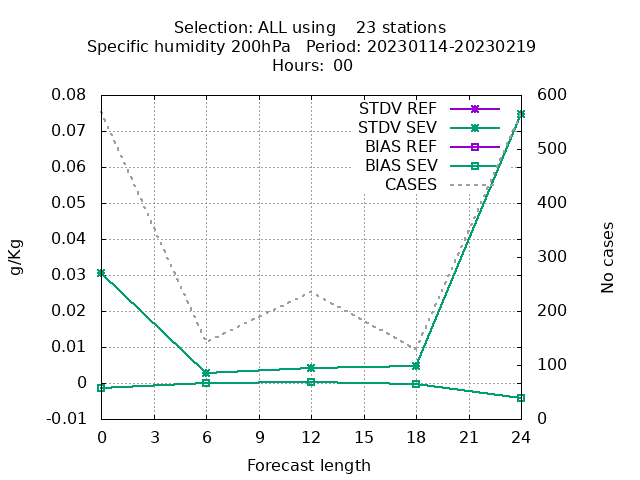 Selection: ALL using    23 stations
Specific humidity 200hPa   Period: 20230114-20230219
Hours:  00
0.08
0.07
0.06
0.05
0.04
0.03
0.02
0.01
0
-0.01
g/Kg
600
500
400
300
200
100
0
No cases
STDV REF
STDV SEV
BIAS REF
BIAS SEV
CASES
0 3 6 9 12 15 18 21 24
Forecast length